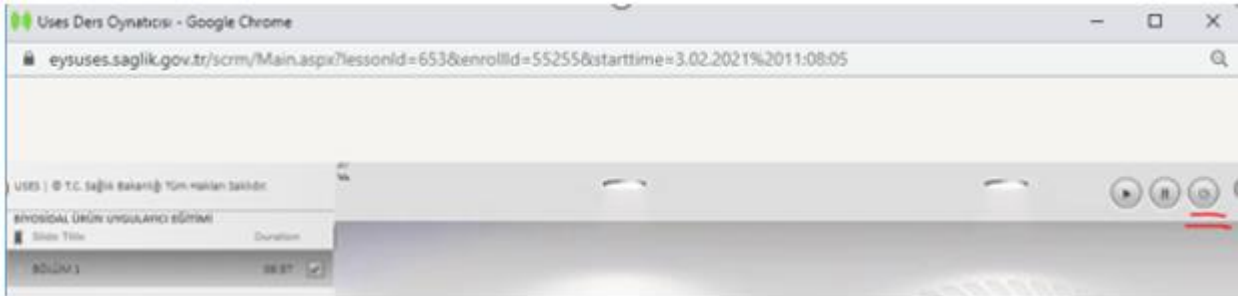 Uses Ders Oynatıcısı - Google Chrome
eysuses.saglik.gov.tr/scrm/Main.aspx?lessonId=653&enrollId=55255&starttime=3.02.2021%2011:08:05
USES | © T.C. Sağlık Bakanlığı Tüm Hakları Saklıdır.
BİYOSİDAL ÜRÜN UYGULAYICI EĞİTİMİ
Slide Title Duration
BÖLÜM 1